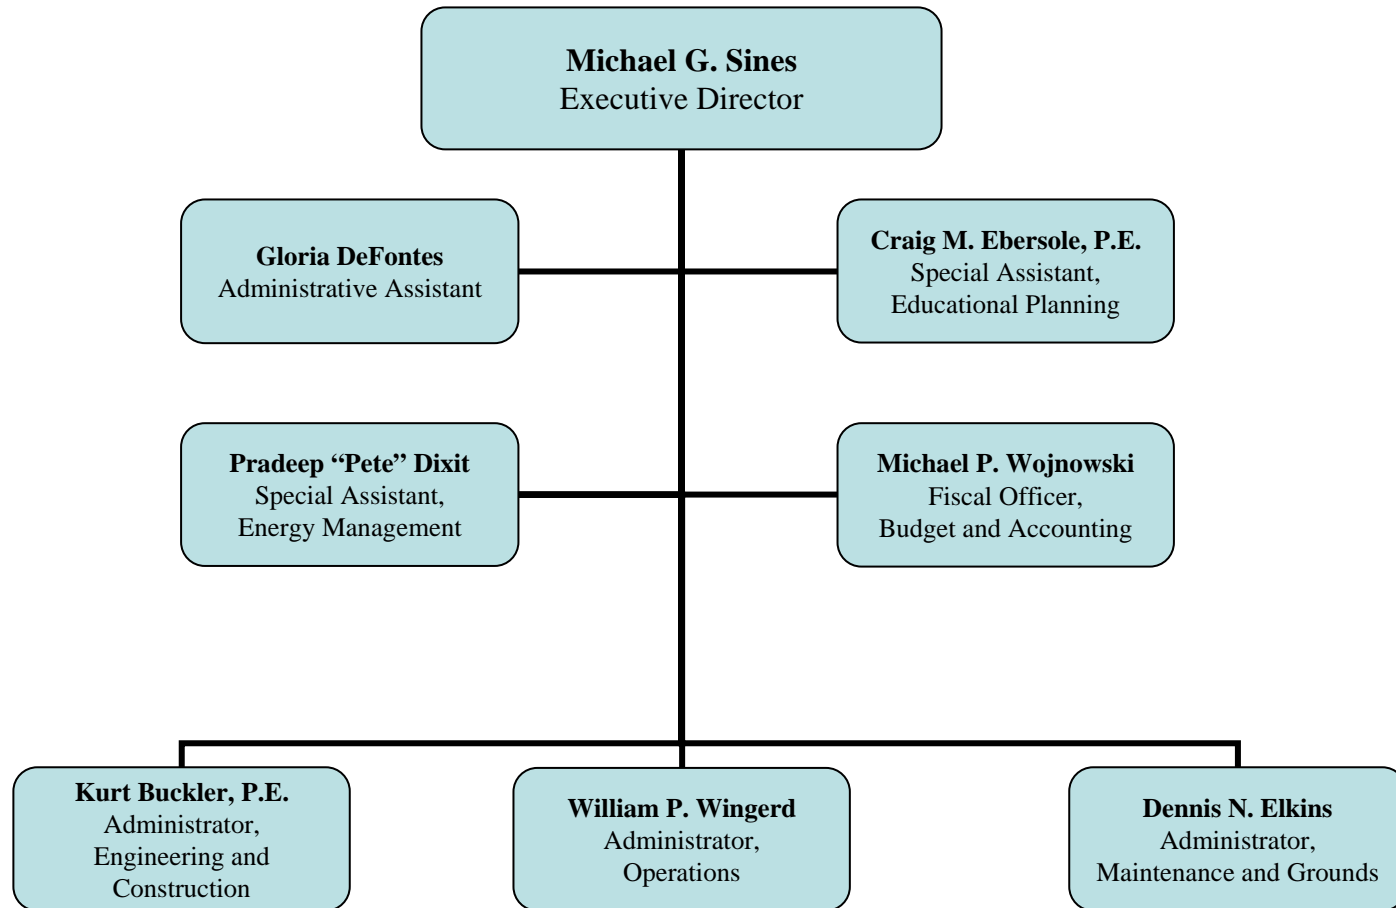 Michael G. Sines
Executive Director
Gloria DeFontes
Administrative Assistant
Craig M. Ebersole, P.E.
Special Assistant,
Educational Planning
Pradeep “Pete” Dixit
Special Assistant,
Energy Management
Michael P. Wojnowski
Fiscal Officer,
Budget and Accounting
Kurt Buckler, P.E.
Administrator,
Engineering and
Construction
William P. Wingerd
Administrator,
Operations
Dennis N. Elkins
Administrator,
Maintenance and Grounds